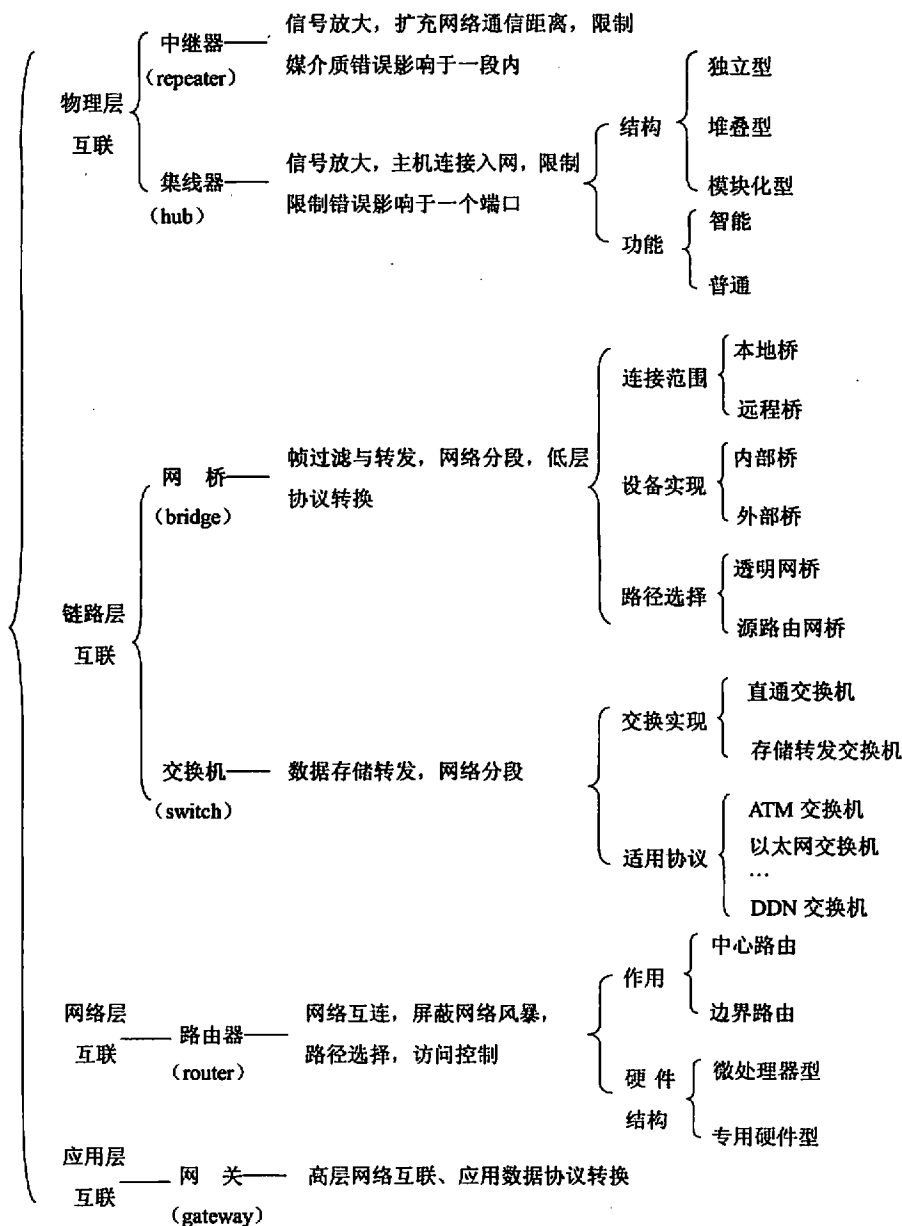 中继器
(repeater)
信号放大，扩充网络通信距离，限制
媒介质错误影响于一段内
物理层
互联
集线器
(hub)
信号放大，主机连接入网，限制
限制错误影响于一个端口
结构
独立型
堆叠型
模块化型
功能
智能
普通
链路层
互联
网 桥
(bridge)
帧过滤与转发，网络分段，低层
协议转换
连接范围
本地桥
远程桥
设备实现
内部桥
外部桥
路径选择
透明网桥
源路由网桥
交换机
(switch)
数据存储转发，网络分段
交换实现
直通交换机
存储转发交换机
适用协议
ATM 交换机
以太网交换机
…
DDN 交换机
网络层
互联
路由器
(router)
网络互连，屏蔽网络风暴，
路径选择，访问控制
作用
中心路由
边界路由
硬 件
结构
微处理器型
专用硬件型
应用层
互联
网 关
(gateway)
高层网络互联、应用数据协议转换